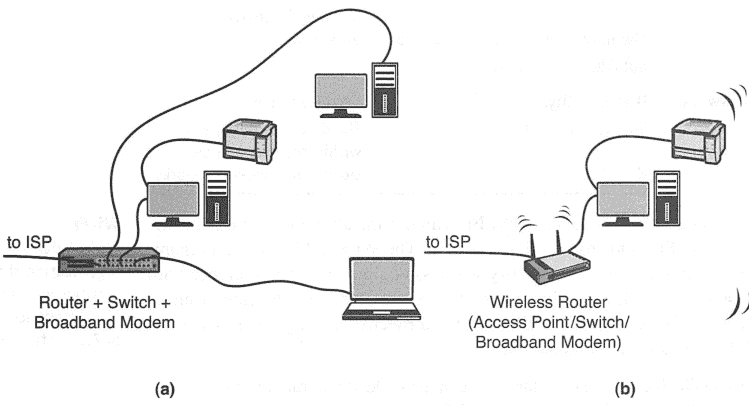 to ISP
Router + Switch +
Broadband Modem
(a)
to ISP
Wireless Router
(Access Point/Switch/
Broadband Modem)
(b)